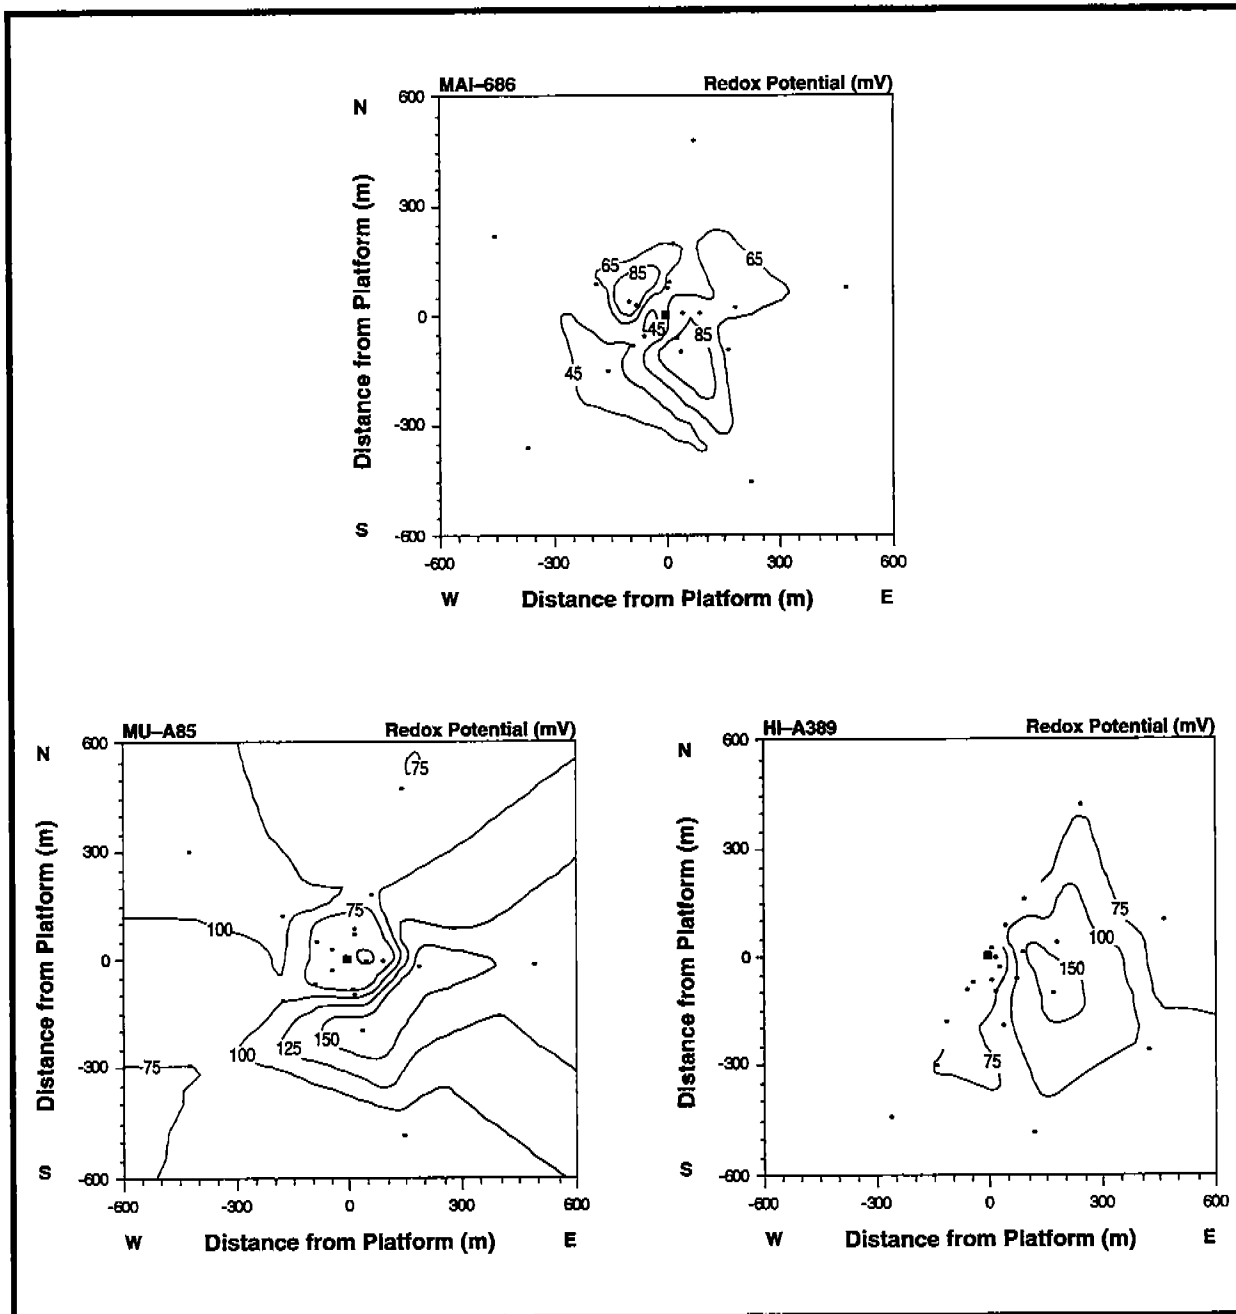 MAI-686 Redox Potential (mV)
N
600
300
0
-300
-600
S
Distance from Platform (m)
65
85
65
45
85
45
-600 -300 0 300 600
W Distance from Platform (m) E
MU-A85 Redox Potential (mV)
N
600
300
0
-300
-600
S
Distance from Platform (m)
75
75
100
100
125
150
75
-600 -300 0 300 600
W Distance from Platform (m) E
HI-A389 Redox Potential (mV)
N
600
300
0
-300
-600
S
Distance from Platform (m)
75
100
150
75
-600 -300 0 300 600
W Distance from Platform (m) E